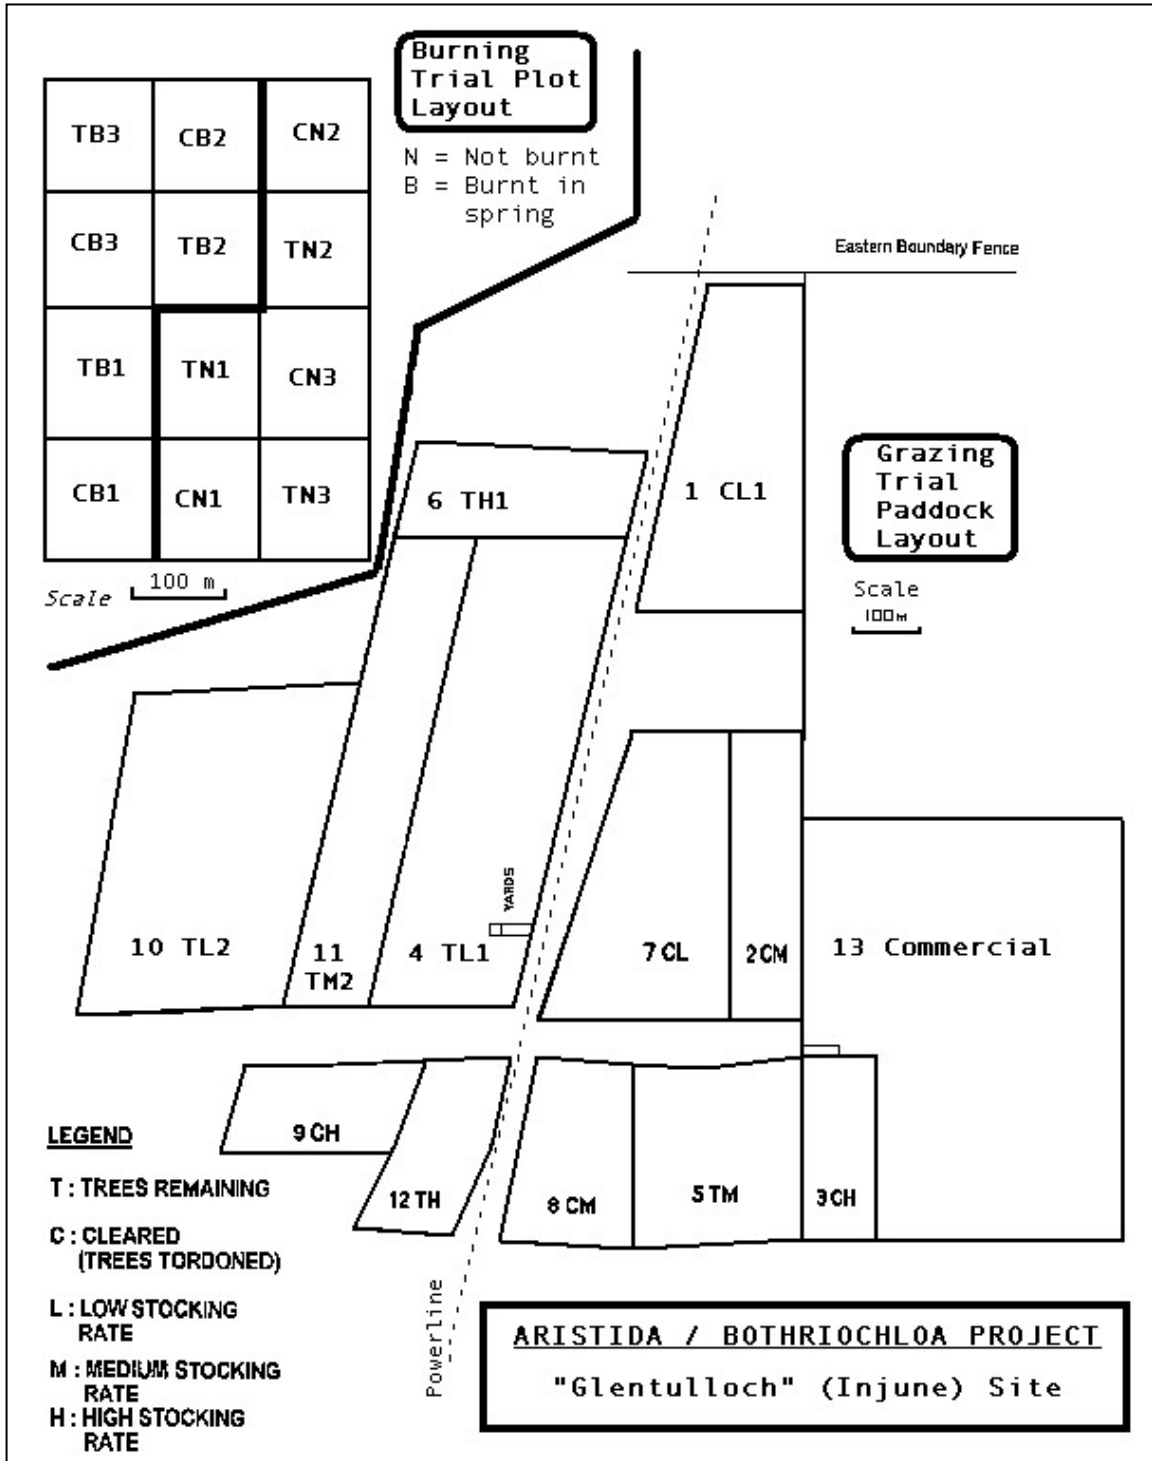 Burning
Trial Plot
Layout
N = Not burnt
B = Burnt in
spring
TB3
CB2
CN2
CB3
TB2
TN2
TB1
TN1
CN3
CB1
CN1
TN3
Scale
100 m
Eastern Boundary Fence
Grazing
Trial
Paddock
Layout
Scale
100m
1 CL1
6 TH1
YARDS
10 TL2
11
TM2
4 TL1
7 CL
2 CM
13 Commercial
9 CH
12 TH
8 CM
5 TM
3 CH
Powerline
LEGEND
T : TREES REMAINING
C : CLEARED
(TREES TORDONED)
L : LOW STOCKING
RATE
M : MEDIUM STOCKING
RATE
H : HIGH STOCKING
RATE
ARISTIDA / BOTHRIOCHLOA PROJECT
"Glentulloch" (Injune) Site